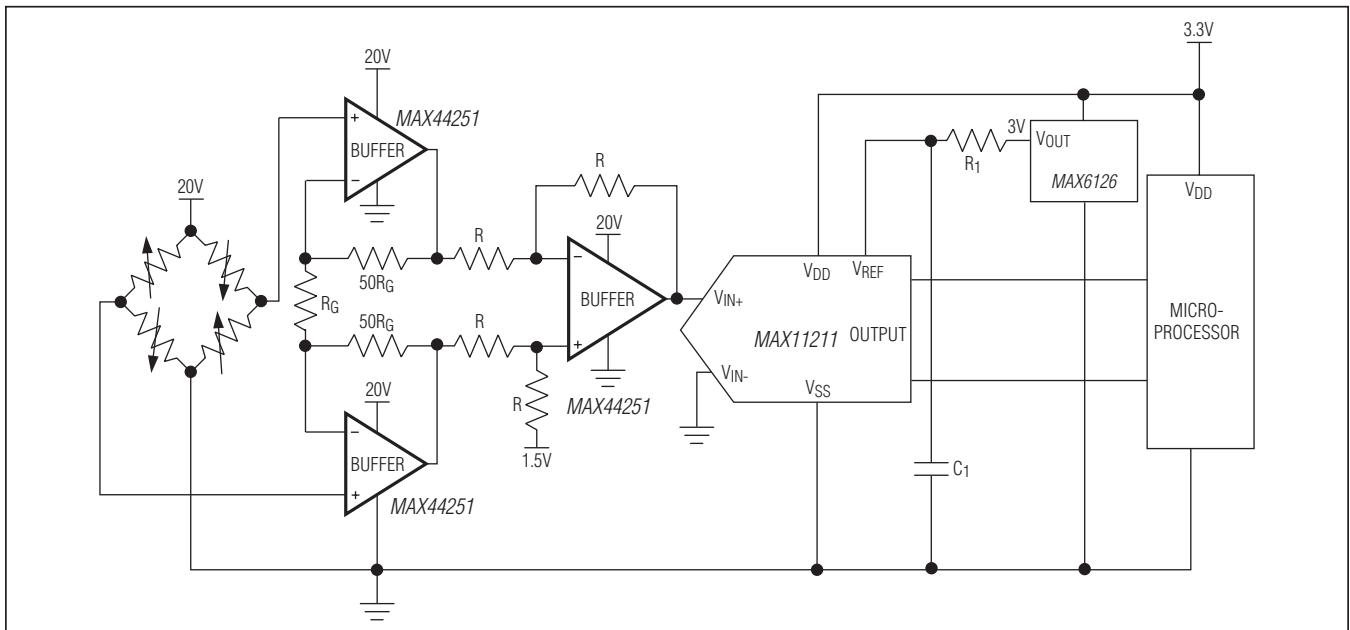 3.3V
20V
MAX44251
+
BUFFER
−
3V
VOUT
R1
MAX6126
VDD
20V
R
R
20V
50RG
−
BUFFER
+
RG
50RG
R
VDD
VREF
VIN+
MAX11211
OUTPUT
MICRO-
PROCESSOR
VIN-
VSS
20V
R
MAX44251
−
BUFFER
+
1.5V
C1
MAX44251